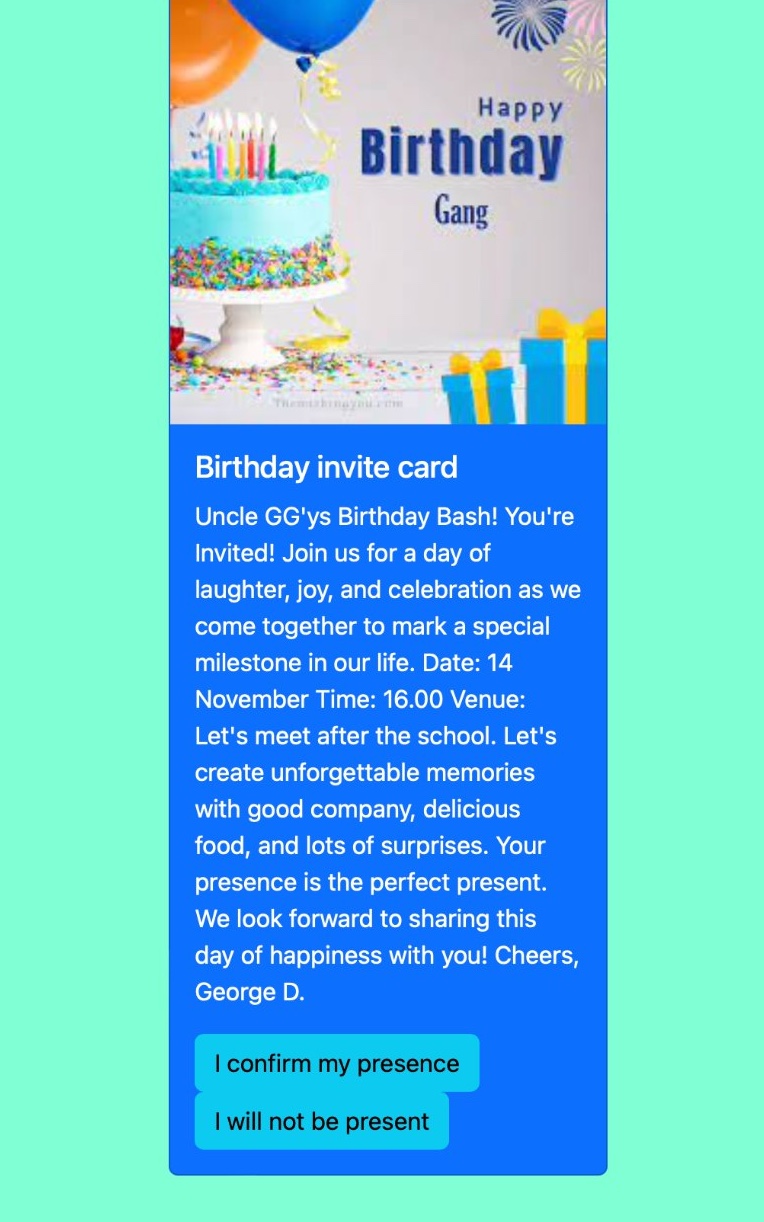 Happy
Birthday
Gang
Birthday invite card
Uncle GG'ys Birthday Bash! You're
Invited! Join us for a day of
laughter, joy, and celebration as we
come together to mark a special
milestone in our life. Date: 14
November Time: 16.00 Venue:
Let's meet after the school. Let's
create unforgettable memories
with good company, delicious
food, and lots of surprises. Your
presence is the perfect present.
We look forward to sharing this
day of happiness with you! Cheers,
George D.
I confirm my presence
I will not be present